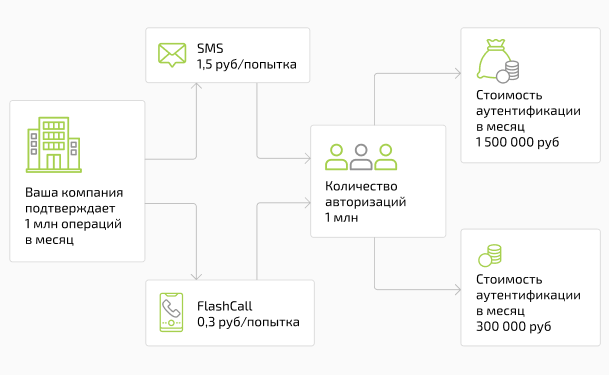 Ваша компания
подтверждает
1 млн операций
в месяц
SMS
1,5 руб/попытка
FlashCall
0,3 руб/попытка
Количество
авторизаций
1 млн
Стоимость
аутентификации
в месяц
1 500 000 руб
Стоимость
аутентификации
в месяц
300 000 руб